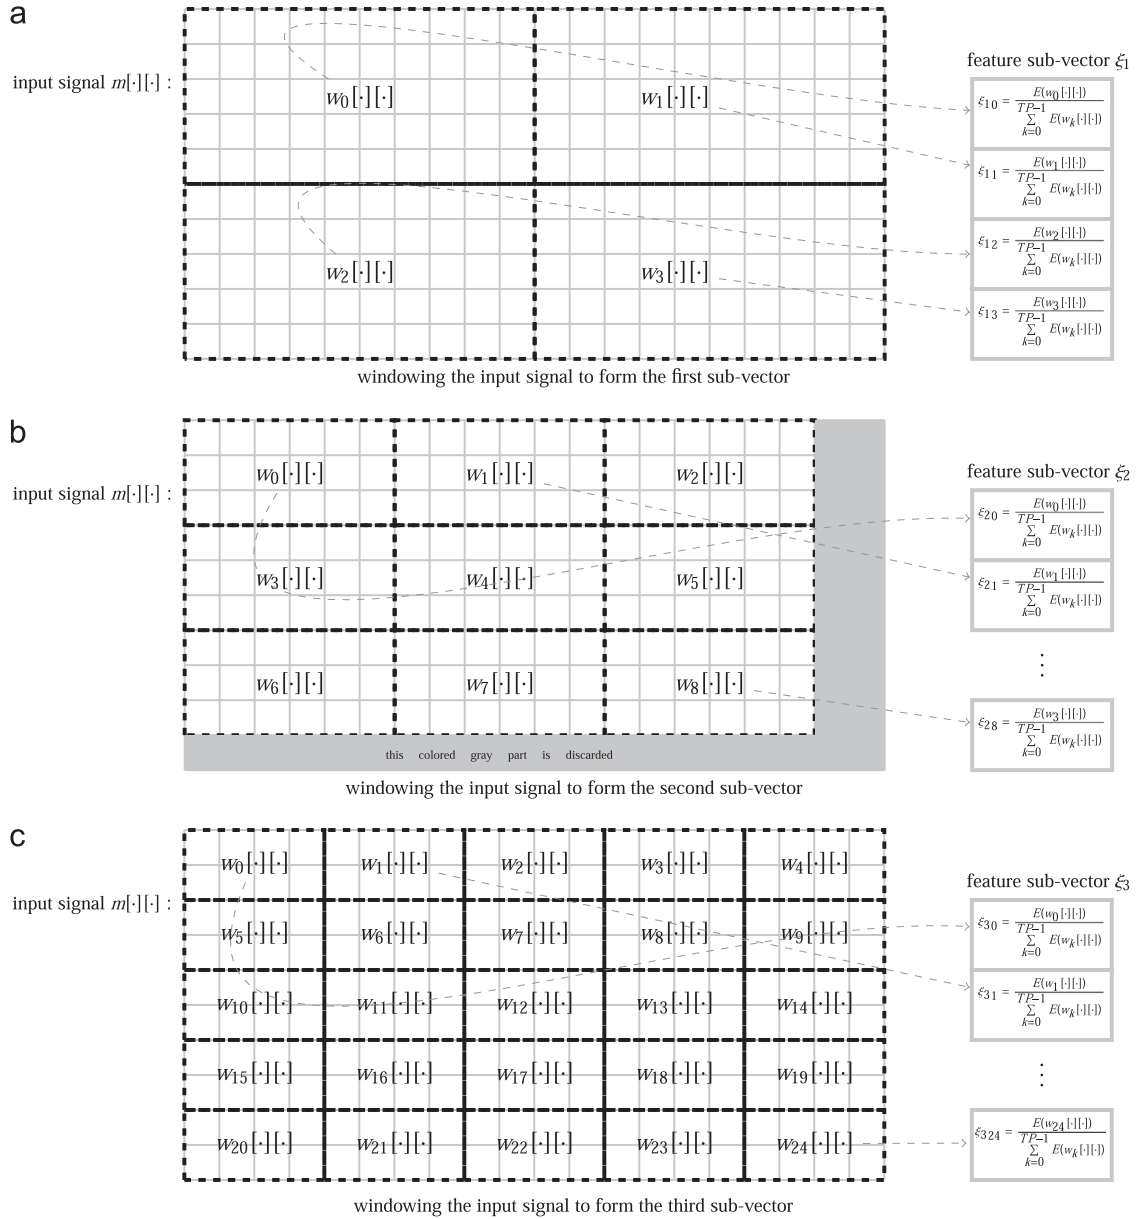 a
input signal m[·][·] :
feature sub-vector ξ1
w0[·][·]
w1[·][·]
w2[·][·]
w3[·][·]
ξ10 = E(w0[·][·]) / TP−1 ∑ k=0 E(wk[·][·])
ξ11 = E(w1[·][·]) / TP−1 ∑ k=0 E(wk[·][·])
ξ12 = E(w2[·][·]) / TP−1 ∑ k=0 E(wk[·][·])
ξ13 = E(w3[·][·]) / TP−1 ∑ k=0 E(wk[·][·])
windowing the input signal to form the first sub-vector
b
input signal m[·][·] :
feature sub-vector ξ2
w0[·][·]
w1[·][·]
w2[·][·]
w3[·][·]
w4[·][·]
w5[·][·]
w6[·][·]
w7[·][·]
w8[·][·]
ξ20 = E(w0[·][·]) / TP−1 ∑ k=0 E(wk[·][·])
ξ21 = E(w1[·][·]) / TP−1 ∑ k=0 E(wk[·][·])
⋮
ξ28 = E(w3[·][·]) / TP−1 ∑ k=0 E(wk[·][·])
this colored gray part is discarded
windowing the input signal to form the second sub-vector
c
input signal m[·][·] :
feature sub-vector ξ3
w0[·][·]
w1[·][·]
w2[·][·]
w3[·][·]
w4[·][·]
w5[·][·]
w6[·][·]
w7[·][·]
w8[·][·]
w9[·][·]
w10[·][·]
w11[·][·]
w12[·][·]
w13[·][·]
w14[·][·]
w15[·][·]
w16[·][·]
w17[·][·]
w18[·][·]
w19[·][·]
w20[·][·]
w21[·][·]
w22[·][·]
w23[·][·]
w24[·][·]
ξ30 = E(w0[·][·]) / TP−1 ∑ k=0 E(wk[·][·])
ξ31 = E(w1[·][·]) / TP−1 ∑ k=0 E(wk[·][·])
⋮
ξ324 = E(w24[·][·]) / TP−1 ∑ k=0 E(wk[·][·])
windowing the input signal to form the third sub-vector